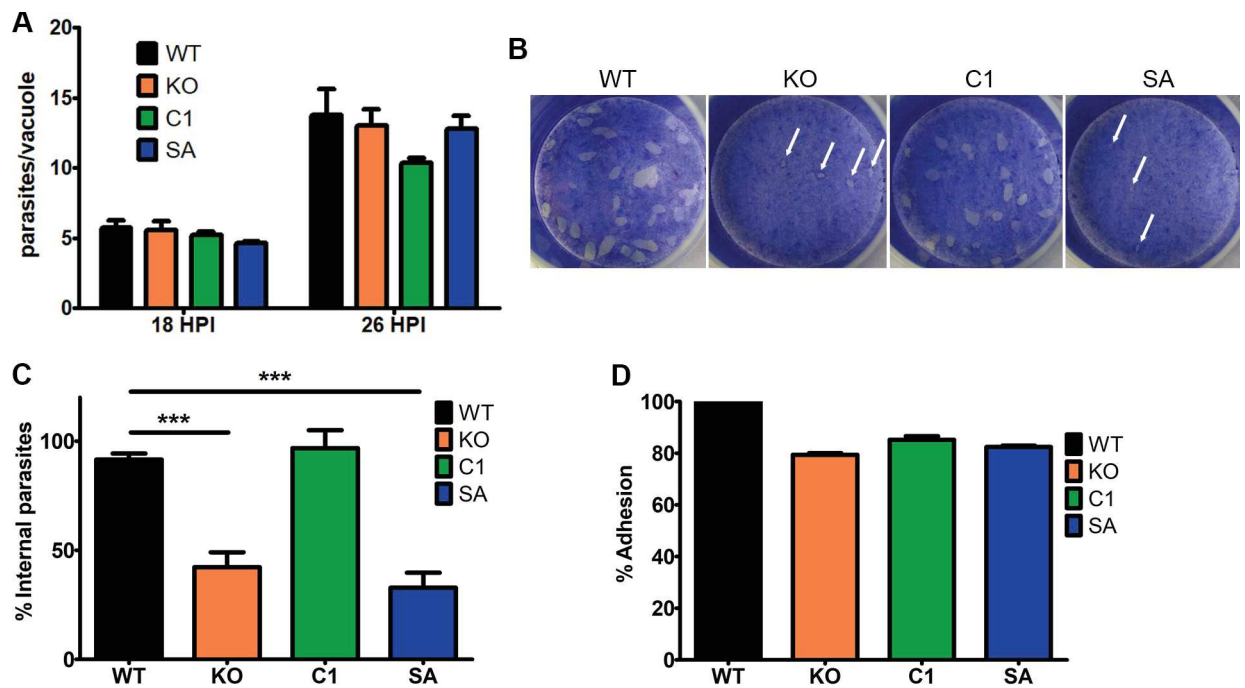 A
parasites/vacuole
20
15
10
5
0
WT
KO
C1
SA
18 HPI
26 HPI
B
WT
KO
C1
SA
C
% Internal parasites
100
50
0
***
***
WT
KO
C1
SA
WT
KO
C1
SA
D
% Adhesion
100
80
60
40
20
0
WT
KO
C1
SA
WT
KO
C1
SA